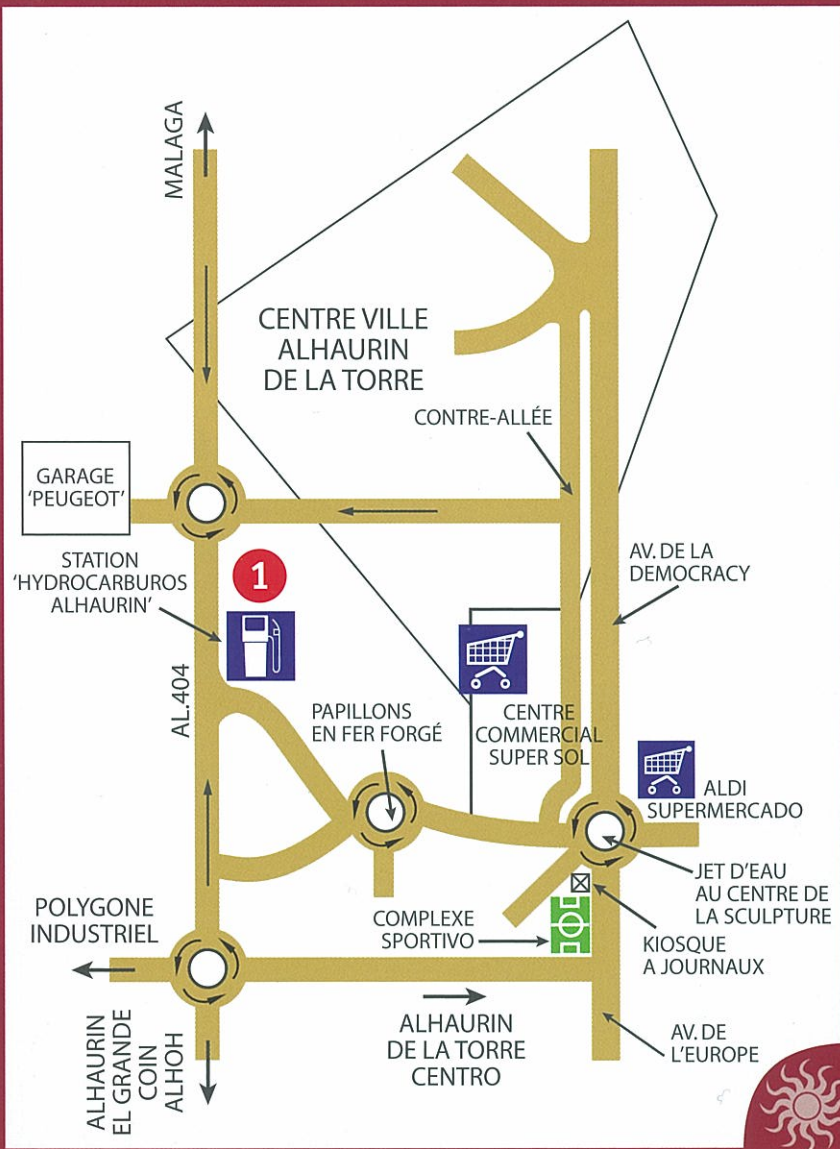 MALAGA
CENTRE VILLE
ALHAURIN
DE LA TORRE
CONTRE-ALLÉE
GARAGE
'PEUGEOT'
STATION
'HYDROCARBUROS
ALHAURIN'
1
AV. DE LA
DEMOCRACY
AL.404
PAPILLONS
EN FER FORGÉ
CENTRE
COMMERCIAL
SUPER SOL
ALDI
SUPERMERCADO
JET D'EAU
AU CENTRE DE
LA SCULPTURE
POLYGONE
INDUSTRIEL
COMPLEXE
SPORTIVO
KIOSQUE
A JOURNAUX
ALHAURIN
EL GRANDE
COIN
ALHOH
ALHAURIN
DE LA TORRE
CENTRO
AV. DE
L'EUROPE